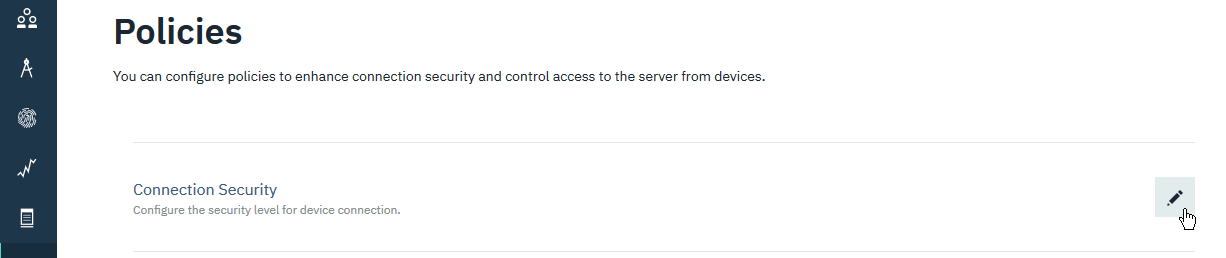 Policies
You can configure policies to enhance connection security and control access to the server from devices.
Connection Security
Configure the security level for device connection.